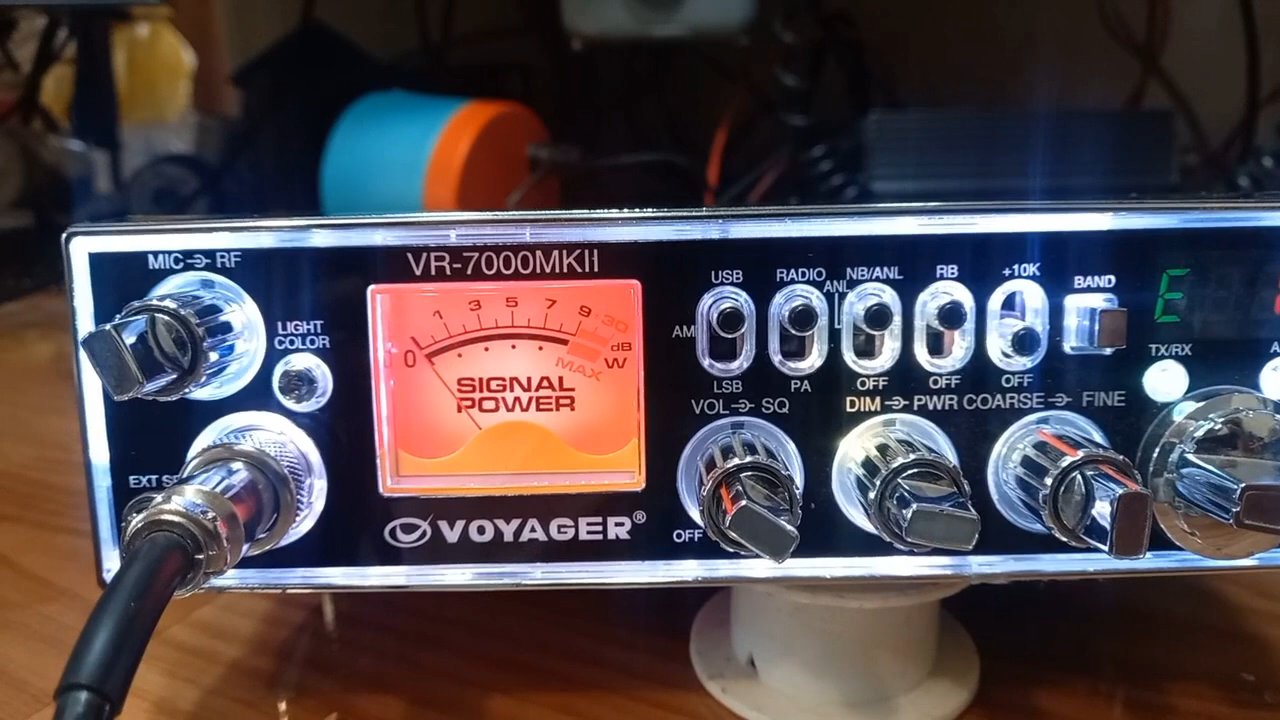 MIC RF
VR-7000MKII
LIGHT
COLOR
0 1 3 5 7 9 30
dB
MAX W
SIGNAL
POWER
EXT
VOYAGER®
USB
AM
LSB
RADIO
PA
NB/ANL
ANL
OFF
RB
OFF
+10K
OFF
BAND
E
TX/RX
VOL SQ
OFF
DIM PWR
COARSE FINE